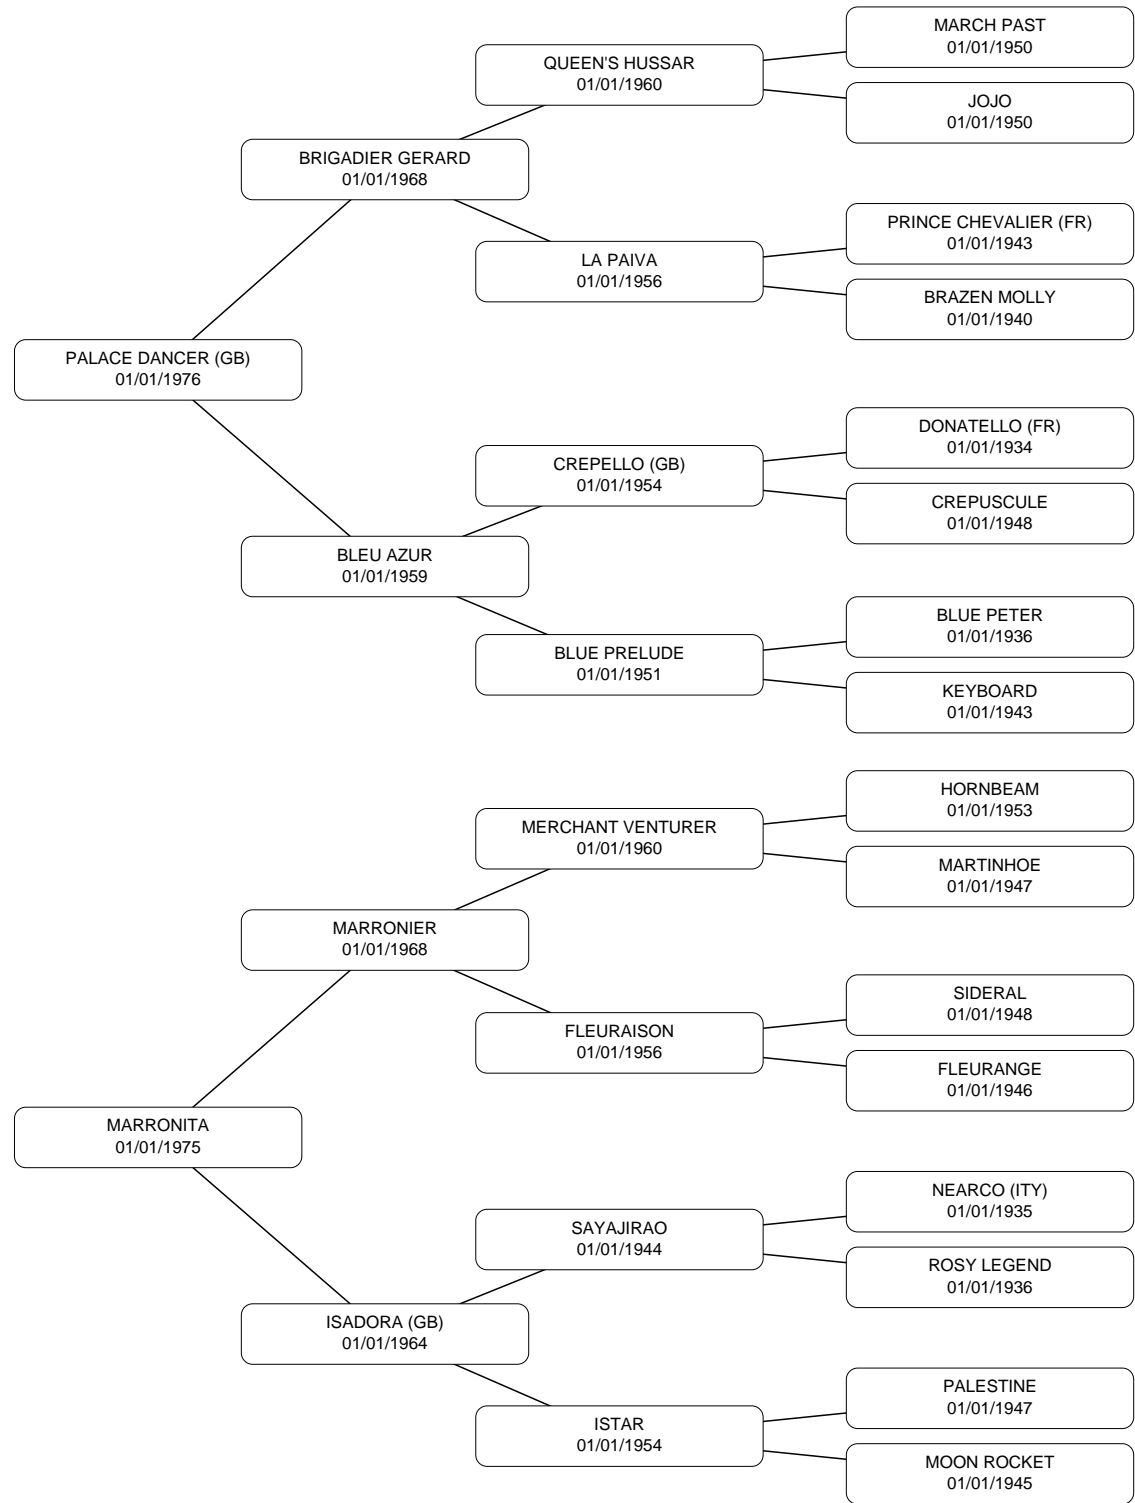 MARCH PAST
01/01/1950
QUEEN'S HUSSAR
01/01/1960
JOJO
01/01/1950
BRIGADIER GERARD
01/01/1968
PRINCE CHEVALIER (FR)
01/01/1943
LA PAIVA
01/01/1956
BRAZEN MOLLY
01/01/1940
PALACE DANCER (GB)
01/01/1976
DONATELLO (FR)
01/01/1934
CREPELLO (GB)
01/01/1954
CREPUSCULE
01/01/1948
BLEU AZUR
01/01/1959
BLUE PETER
01/01/1936
BLUE PRELUDE
01/01/1951
KEYBOARD
01/01/1943
HORNBEAM
01/01/1953
MERCHANT VENTURER
01/01/1960
MARTINHOE
01/01/1947
MARRONIER
01/01/1968
SIDERAL
01/01/1948
FLEURAISON
01/01/1956
FLEURANGE
01/01/1946
MARRONITA
01/01/1975
NEARCO (ITY)
01/01/1935
SAYAJIRAO
01/01/1944
ROSY LEGEND
01/01/1936
ISADORA (GB)
01/01/1964
PALESTINE
01/01/1947
ISTAR
01/01/1954
MOON ROCKET
01/01/1945